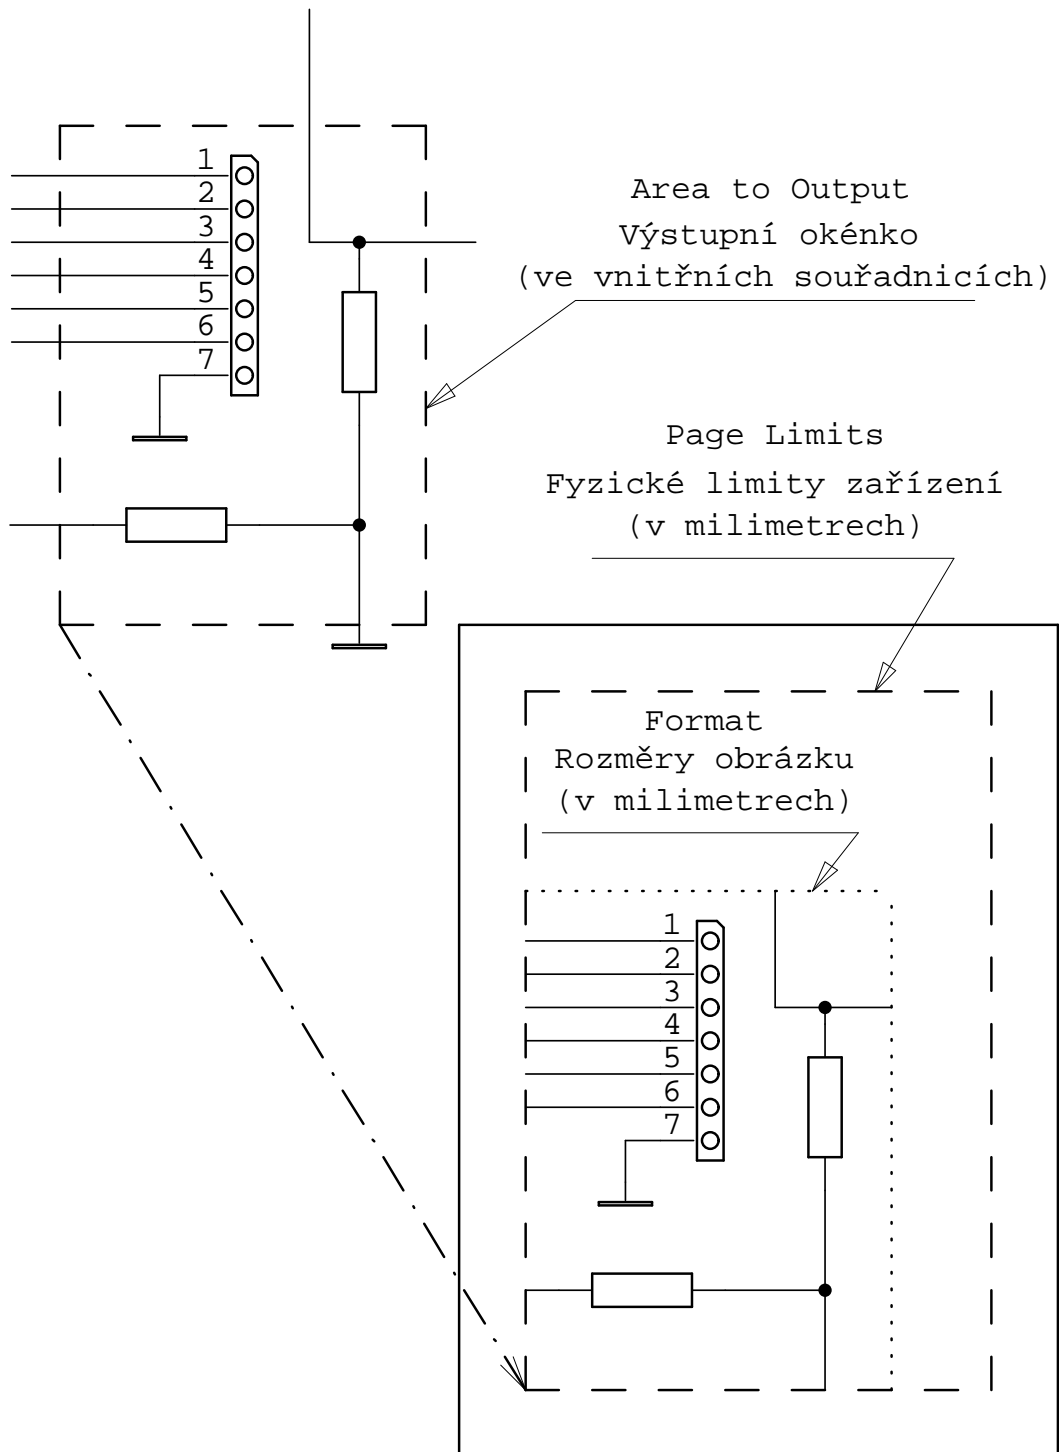 1
2
3
4
5
6
7
Area to Output
Výstupní okénko
(ve vnitřních souřadnicích)
Page Limits
Fyzické limity zařízení
(v milimetrech)
Format
Rozměry obrázku
(v milimetrech)
1
2
3
4
5
6
7